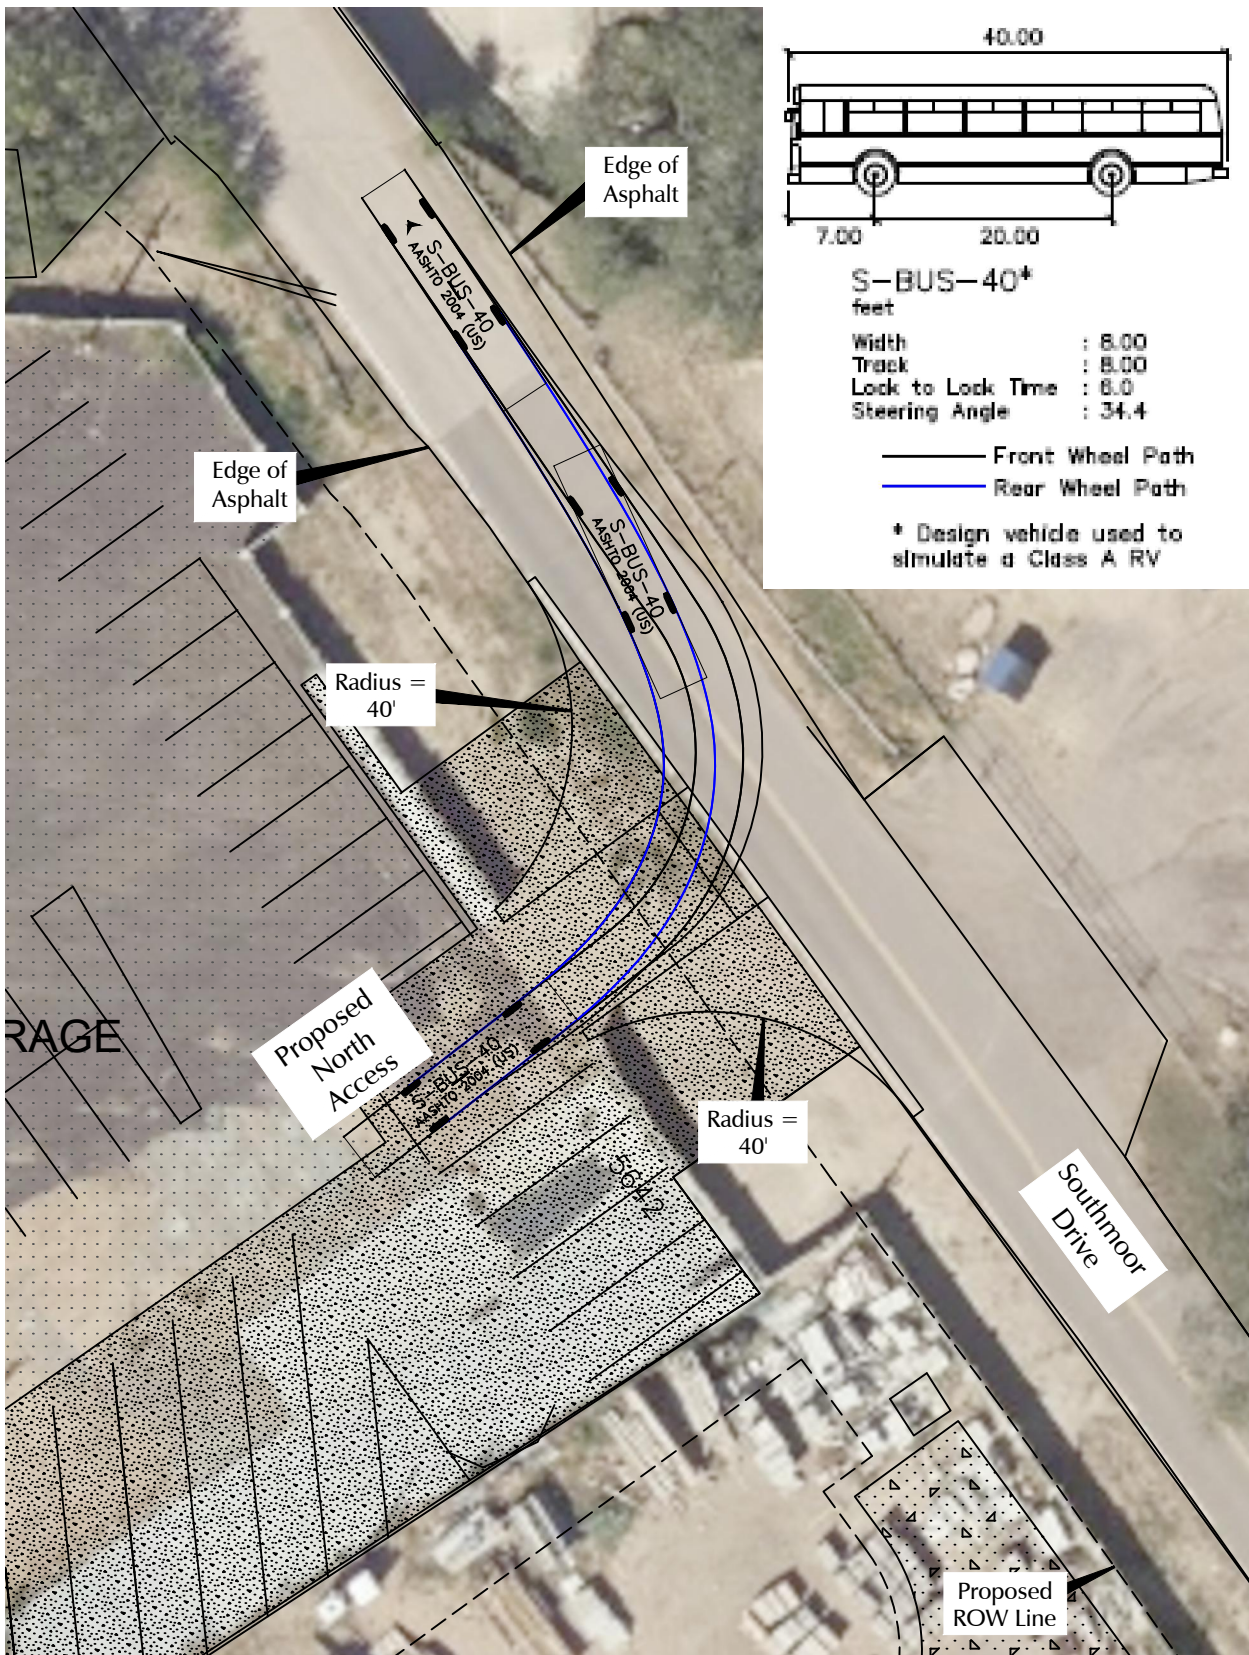 40.00
7.00
20.00
S-BUS-40*
feet
Width : 8.00
Track : 8.00
Lock to Lock Time : 6.0
Steering Angle : 34.4
Front Wheel Path
Rear Wheel Path
* Design vehicle used to
simulate a Class A RV
Edge of
Asphalt
S-BUS-40
AASHTO 2004 (US)
Edge of
Asphalt
S-BUS-40
AASHTO 2004 (US)
Radius =
40'
RAGE
Proposed
North
Access
S-BUS-40
AASHTO 2004 (US)
Radius =
40'
Southmoor
Drive
Proposed
ROW Line